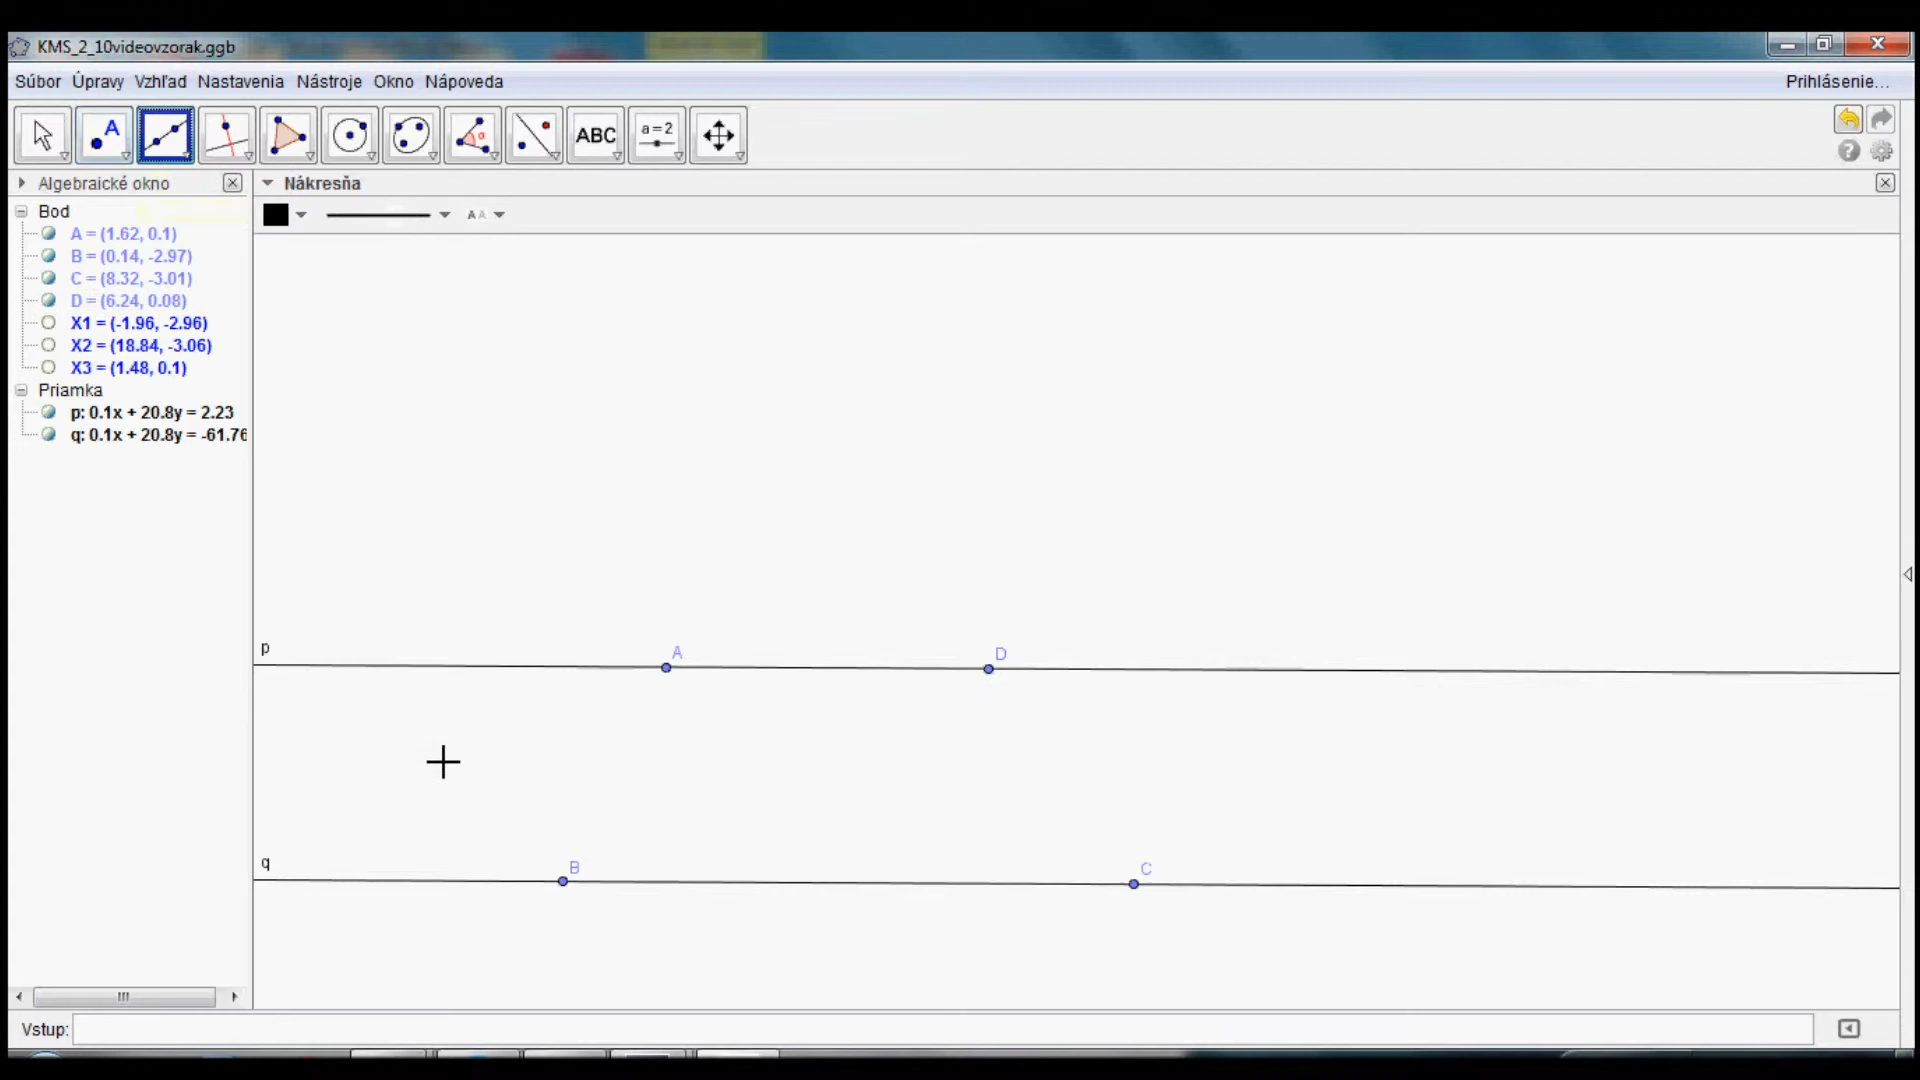 KMS_2_10videovzorak.ggb
Súbor Úpravy Vzhľad Nastavenia Nástroje Okno Nápoveda Prihlásenie...
A α ABC a = 2
Algebraické okno Nákresňa
Bod A A
A = (1.62, 0.1)
B = (0.14, -2.97)
C = (8.32, -3.01)
D = (6.24, 0.08)
X1 = (-1.96, -2.96)
X2 = (18.84, -3.06)
X3 = (1.48, 0.1)
Priamka
p: 0.1x + 20.8y = 2.23
q: 0.1x + 20.8y = -61.76
p A D
q B C
Vstup: